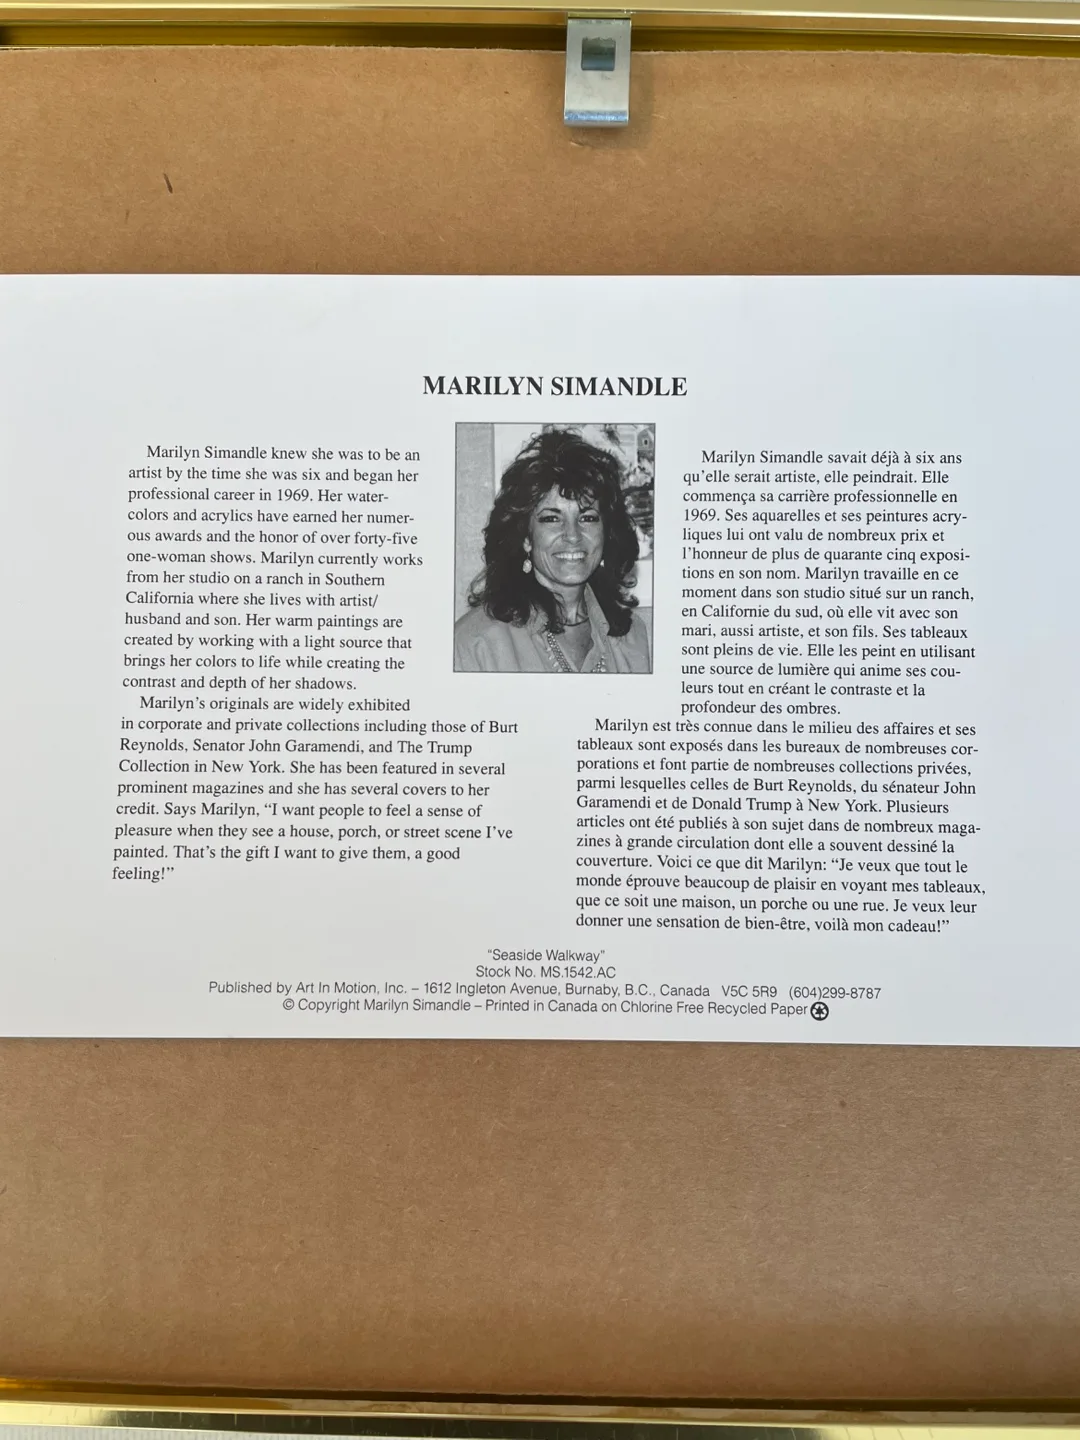 MARILYN SIMANDLE
Marilyn Simandle knew she was to be an
artist by the time she was six and began her
professional career in 1969. Her water-
colors and acrylics have earned her numer-
ous awards and the honor of over forty-five
one-woman shows. Marilyn currently works
from her studio on a ranch in Southern
California where she lives with artist/
husband and son. Her warm paintings are
created by working with a light source that
brings her colors to life while creating the
contrast and depth of her shadows.
Marilyn's originals are widely exhibited
in corporate and private collections including those of Burt
Reynolds, Senator John Garamendi, and The Trump
Collection in New York. She has been featured in several
prominent magazines and she has several covers to her
credit. Says Marilyn, “I want people to feel a sense of
pleasure when they see a house, porch, or street scene I've
painted. That's the gift I want to give them, a good
feeling!”
Marilyn Simandle savait déjà à six ans
qu'elle serait artiste, elle peindrait. Elle
commença sa carrière professionnelle en
1969. Ses aquarelles et ses peintures acry-
liques lui ont valu de nombreux prix et
l'honneur de plus de quarante cinq exposi-
tions en son nom. Marilyn travaille en ce
moment dans son studio situé sur un ranch,
en Californie du sud, où elle vit avec son
mari, aussi artiste, et son fils. Ses tableaux
sont pleins de vie. Elle les peint en utilisant
une source de lumière qui anime ses cou-
leurs tout en créant le contraste et la
profondeur des ombres.
Marilyn est très connue dans le milieu des affaires et ses
tableaux sont exposés dans les bureaux de nombreuses cor-
porations et font partie de nombreuses collections privées,
parmi lesquelles celles de Burt Reynolds, du sénateur John
Garamendi et de Donald Trump à New York. Plusieurs
articles ont été publiés à son sujet dans de nombreux maga-
zines à grande circulation dont elle a souvent dessiné la
couverture. Voici ce que dit Marilyn: “Je veux que tout le
monde éprouve beaucoup de plaisir en voyant mes tableaux,
que ce soit une maison, un porche ou une rue. Je veux leur
donner une sensation de bien-être, voilà mon cadeau!”
"Seaside Walkway"
Stock No. MS.1542.AC
Published by Art In Motion, Inc. – 1612 Ingleton Avenue, Burnaby, B.C., Canada V5C 5R9 (604)299-8787
© Copyright Marilyn Simandle – Printed in Canada on Chlorine Free Recycled Paper